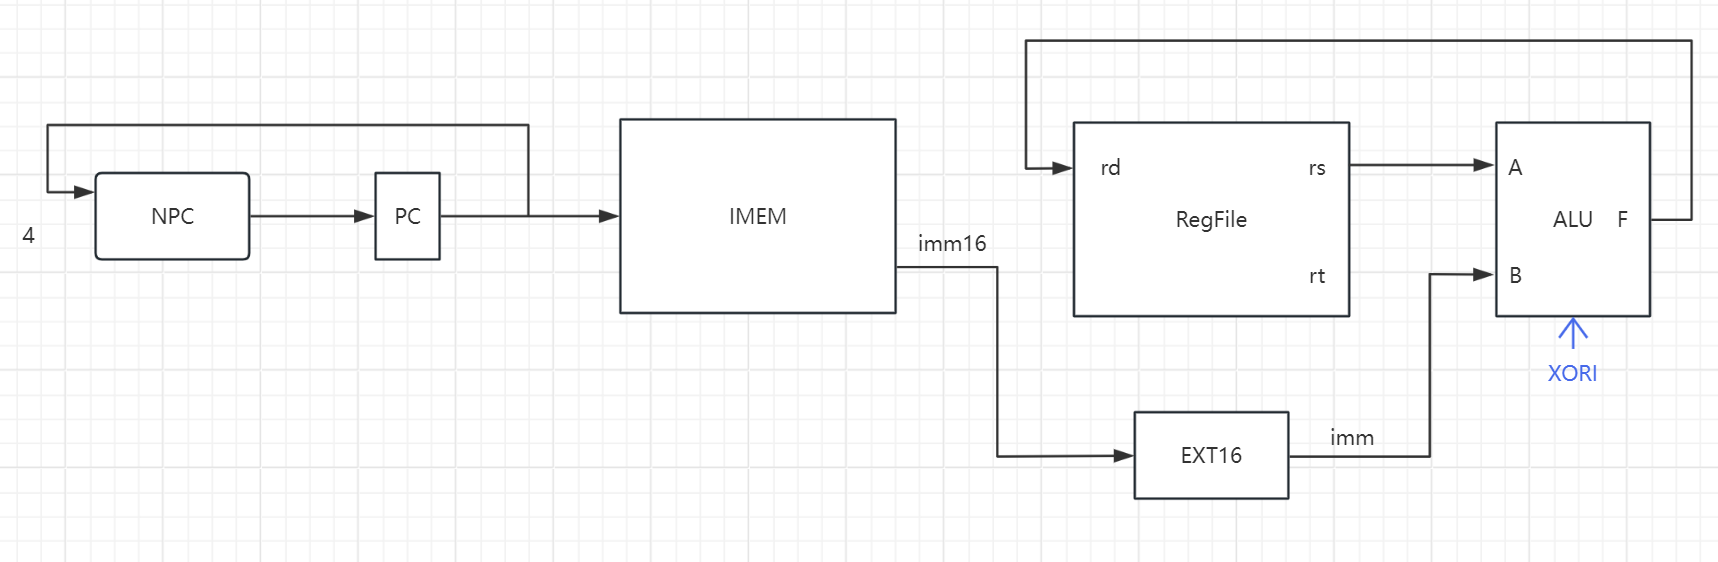 4
NPC
PC
IMEM
imm16
rd
rs
RegFile
rt
A
ALU
F
B
XORI
EXT16
imm